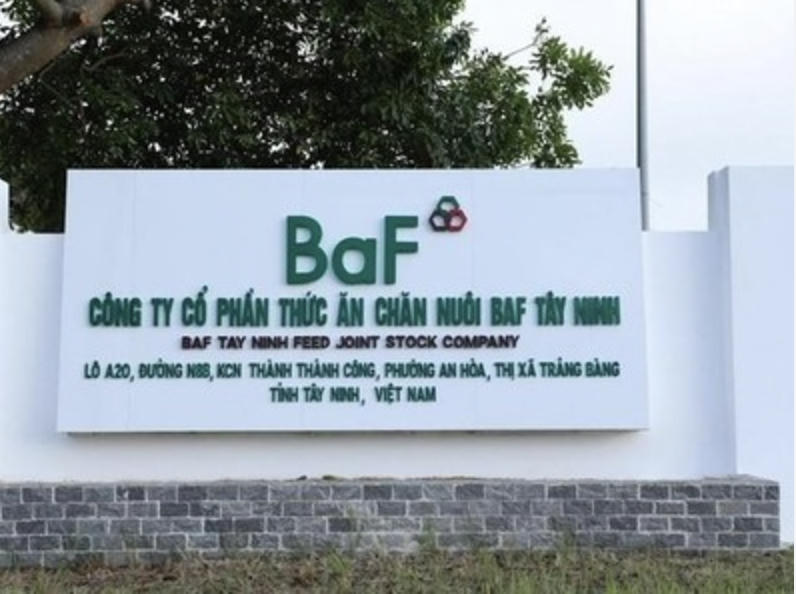 BaF
CÔNG TY CỔ PHẦN THỨC ĂN CHĂN NUÔI BAF TÂY NINH
BAF TAY NINH FEED JOINT STOCK COMPANY
LÔ A20, ĐƯỜNG N8B, KCN THÀNH THÀNH CÔNG, PHƯỜNG AN HÒA, THỊ XÃ TRẢNG BÀNG
TỈNH TÂY NINH, VIỆT NAM